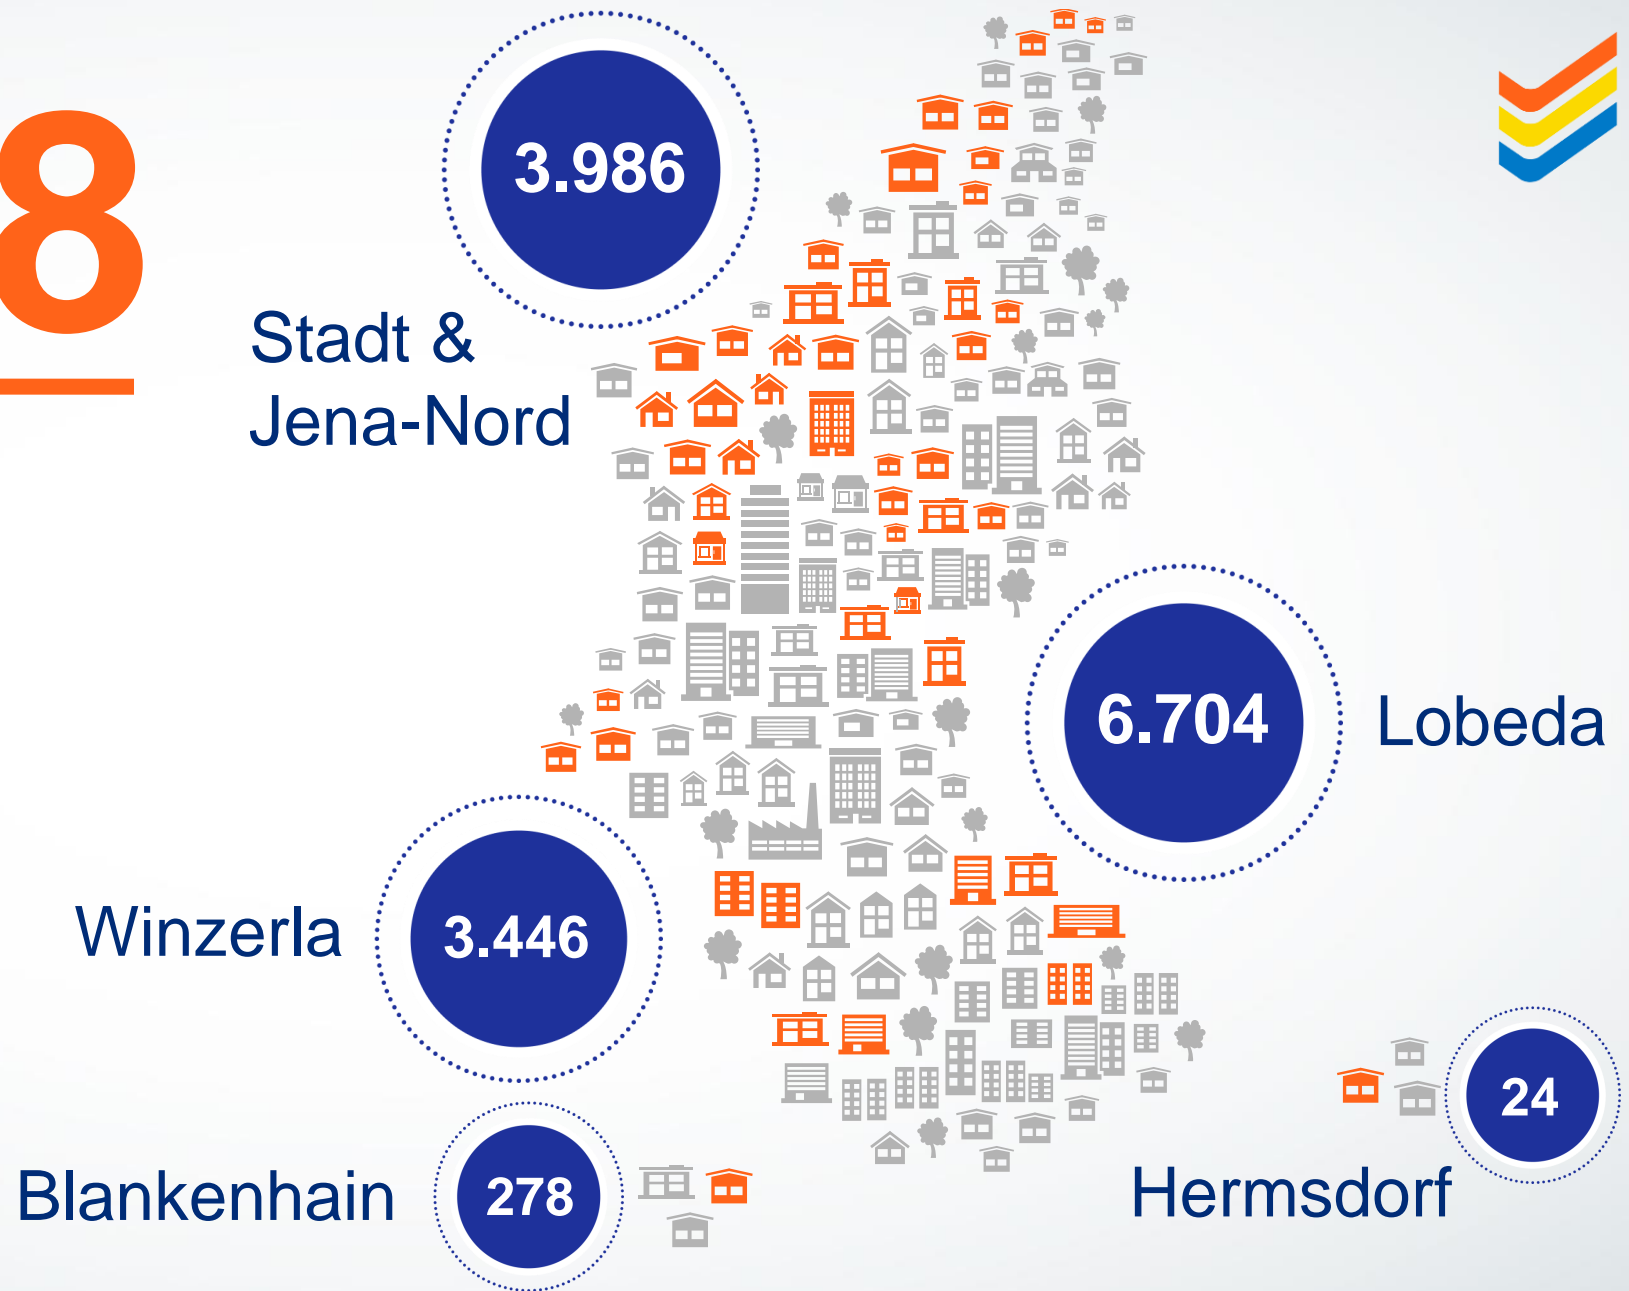 8
3.986
Stadt &
Jena-Nord
6.704
Lobeda
Winzerla
3.446
24
Hermsdorf
Blankenhain
278